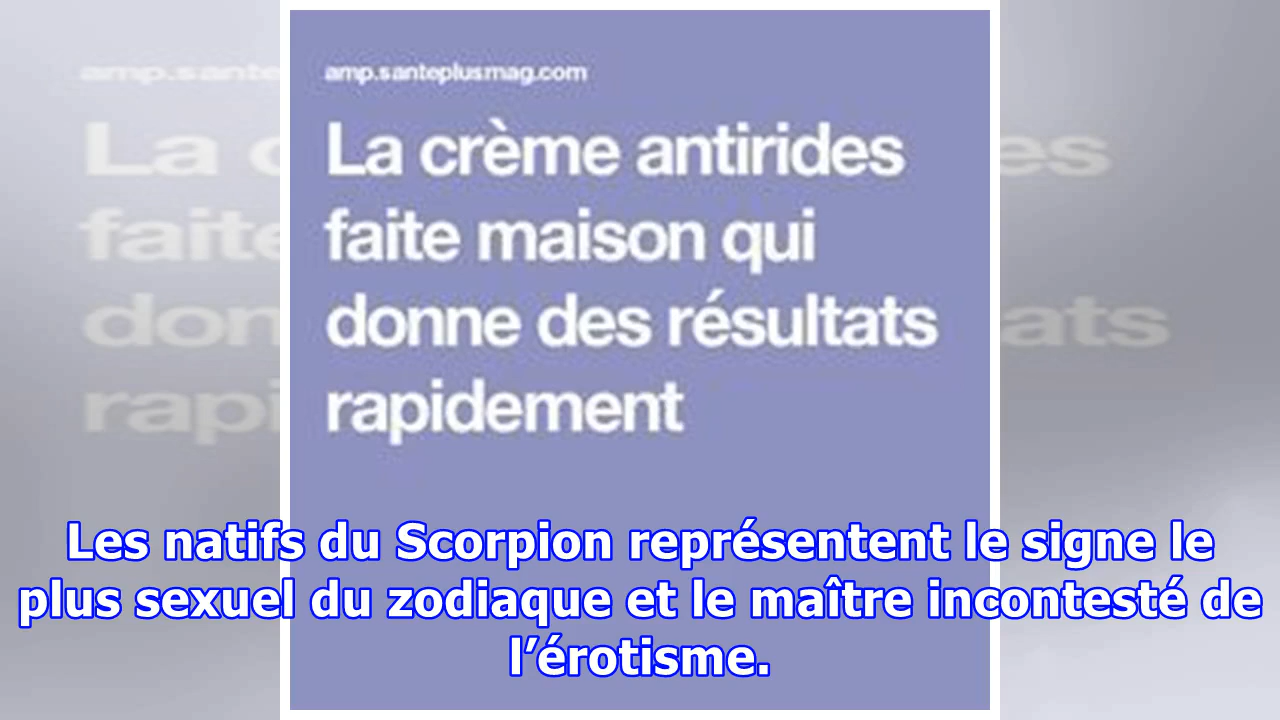 amp.santeplusmag.com
La crème antirides
faite maison qui
donne des résultats
rapidement
Les natifs du Scorpion représentent le signe le
plus sexuel du zodiaque et le maître incontesté de
l’érotisme.